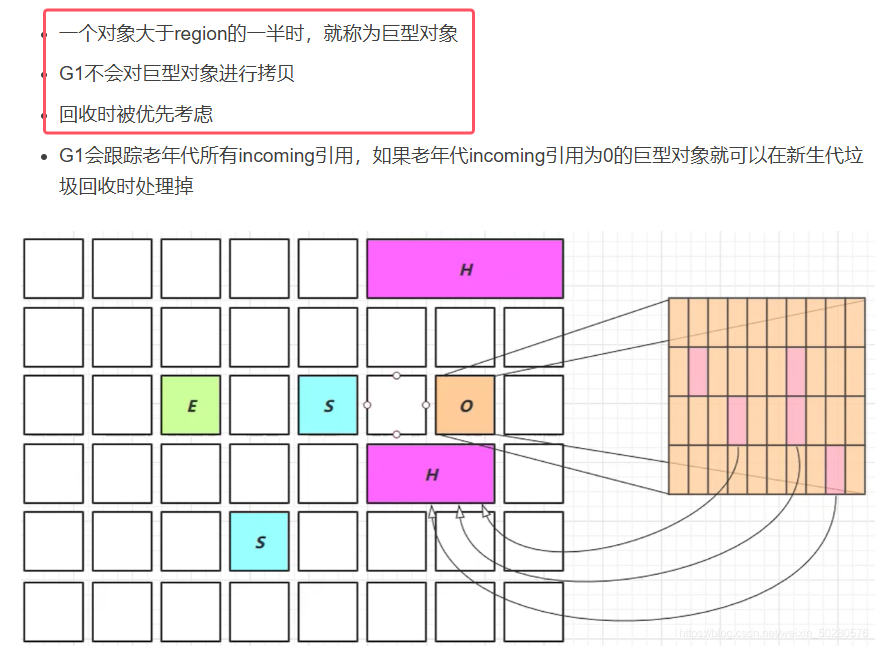 一个对象大于region的一半时，就称为巨型对象
G1不会对巨型对象进行拷贝
回收时被优先考虑
G1会跟踪老年代所有incoming引用，如果老年代incoming引用为0的巨型对象就可以在新生代垃
圾回收时处理掉
H
E
S
O
H
S